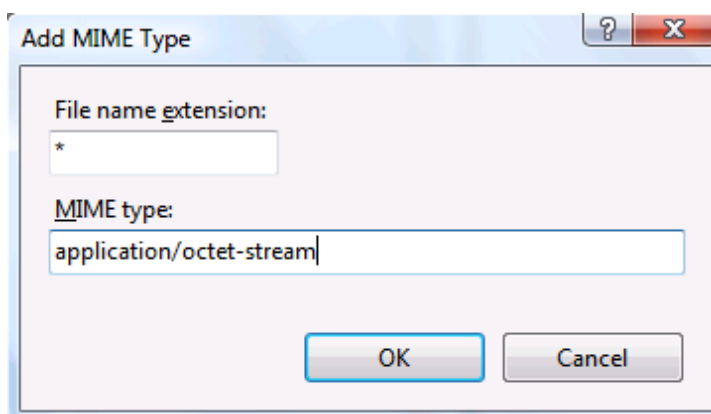 Add MIME Type
?
File name extension:
*
MIME type:
application/octet-stream
OK
Cancel